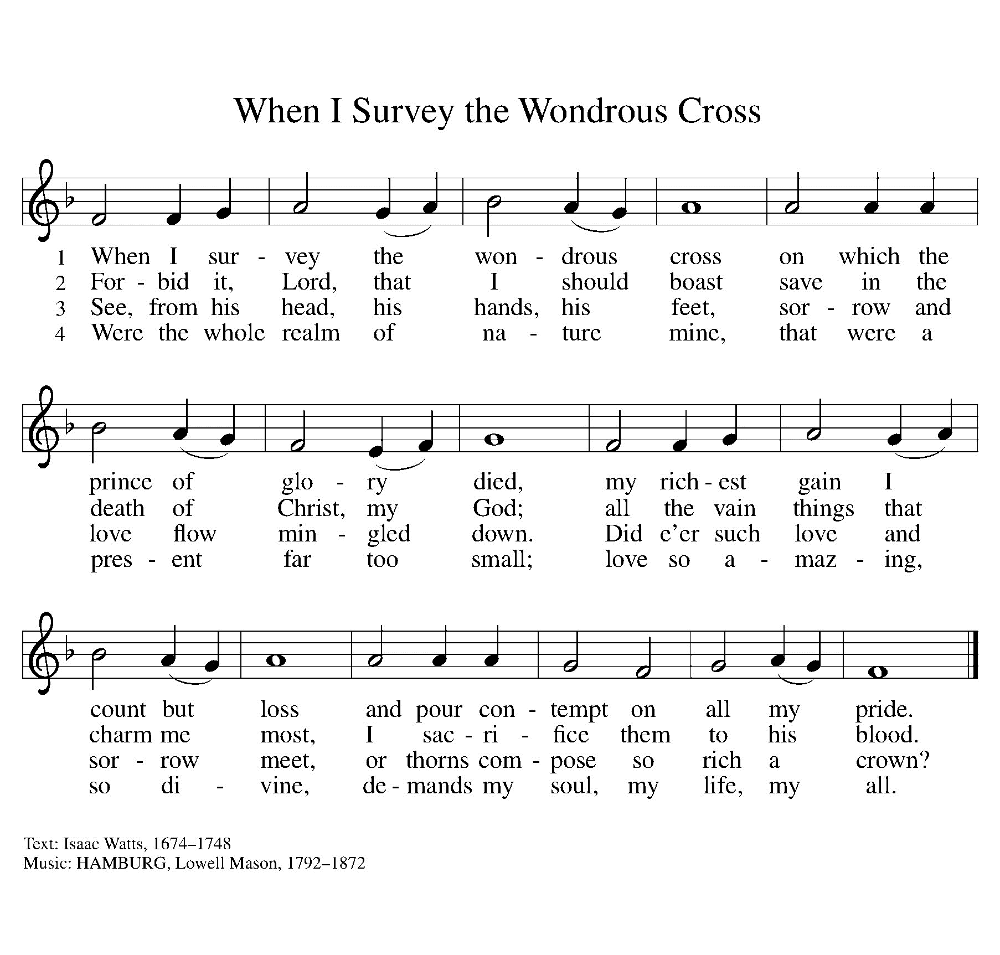 When I Survey the Wondrous Cross
1 When I sur - vey the won - drous cross on which the
2 For - bid it, Lord, that I should boast save in the
3 See, from his head, his hands, his feet, sor - row and
4 Were the whole realm of na - ture mine, that were a
prince of glo - ry died, my rich - est gain I
death of Christ, my God; all the vain things that
love flow min - gled down. Did e’er such love and
pres - ent far too small; love so a - maz - ing,
count but loss and pour con - tempt on all my pride.
charm me most, I sac - ri - fice them to his blood.
sor - row meet, or thorns com - pose so rich a crown?
so di - vine, de - mands my soul, my life, my all.
Text: Isaac Watts, 1674–1748
Music: HAMBURG, Lowell Mason, 1792–1872